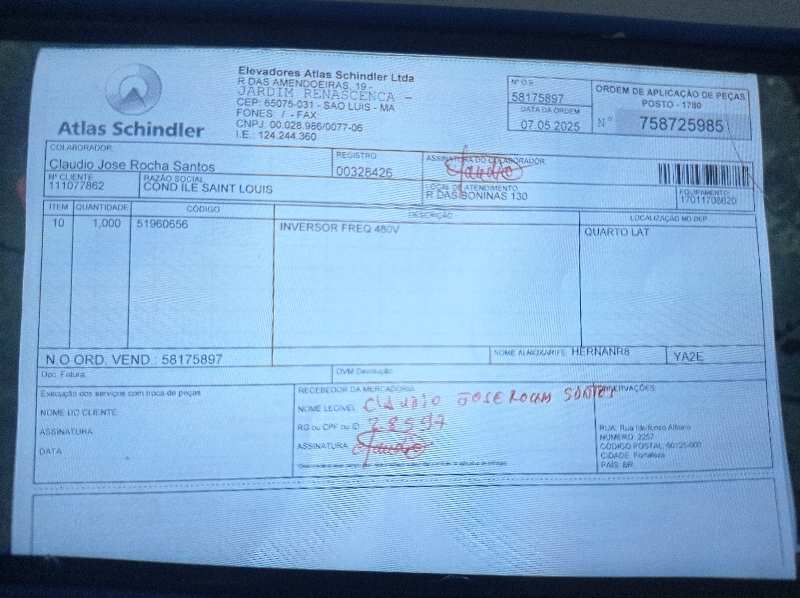 Atlas Schindler
Elevadores Atlas Schindler Ltda
R DAS AMENDOEIRAS, 19 -
JARDIM RENASCENCA -
CEP: 65075-031 - SAO LUIS - MA
FONES: / - FAX:
CNPJ: 00.028.986/0077-06
I.E.: 124.244.360
Nº O.S.
58175897
DATA DA ORDEM
07.05.2025
ORDEM DE APLICAÇÃO DE PEÇAS
POSTO - 1780
Nº 758725985
COLABORADOR
Claudio Jose Rocha Santos
REGISTRO
00328426
ASSINATURA DO COLABORADOR
Claudio
Nº CLIENTE
111077862
RAZÃO SOCIAL
COND ILE SAINT LOUIS
LOCAL DE ATENDIMENTO
R DAS BONINAS 130
EQUIPAMENTO
17011708620
ITEM QUANTIDADE CÓDIGO DESCRIÇÃO LOCALIZAÇÃO NO DEP
10 1,000 51960656 INVERSOR FREQ 480V QUARTO LAT
N.O ORD. VEND.: 58175897
NOME ALMOXARIFE: HERNANR8 YA2E
Doc. Fatura: OVM Devolução:
Execução dos serviços com troca de peças
NOME DO CLIENTE
ASSINATURA
DATA
RECEBEDOR DA MERCADORIA
NOME LEGÍVEL Claudio JOSE ROCHA SANTOS
RG ou CPF ou ID:
ASSINATURA: Claudio
OBSERVAÇÕES:
RUA: Rua Ildefonso Albano
NUMERO: 2257
CODIGO POSTAL: 60125-000
CIDADE: Fortaleza
PAIS: BR